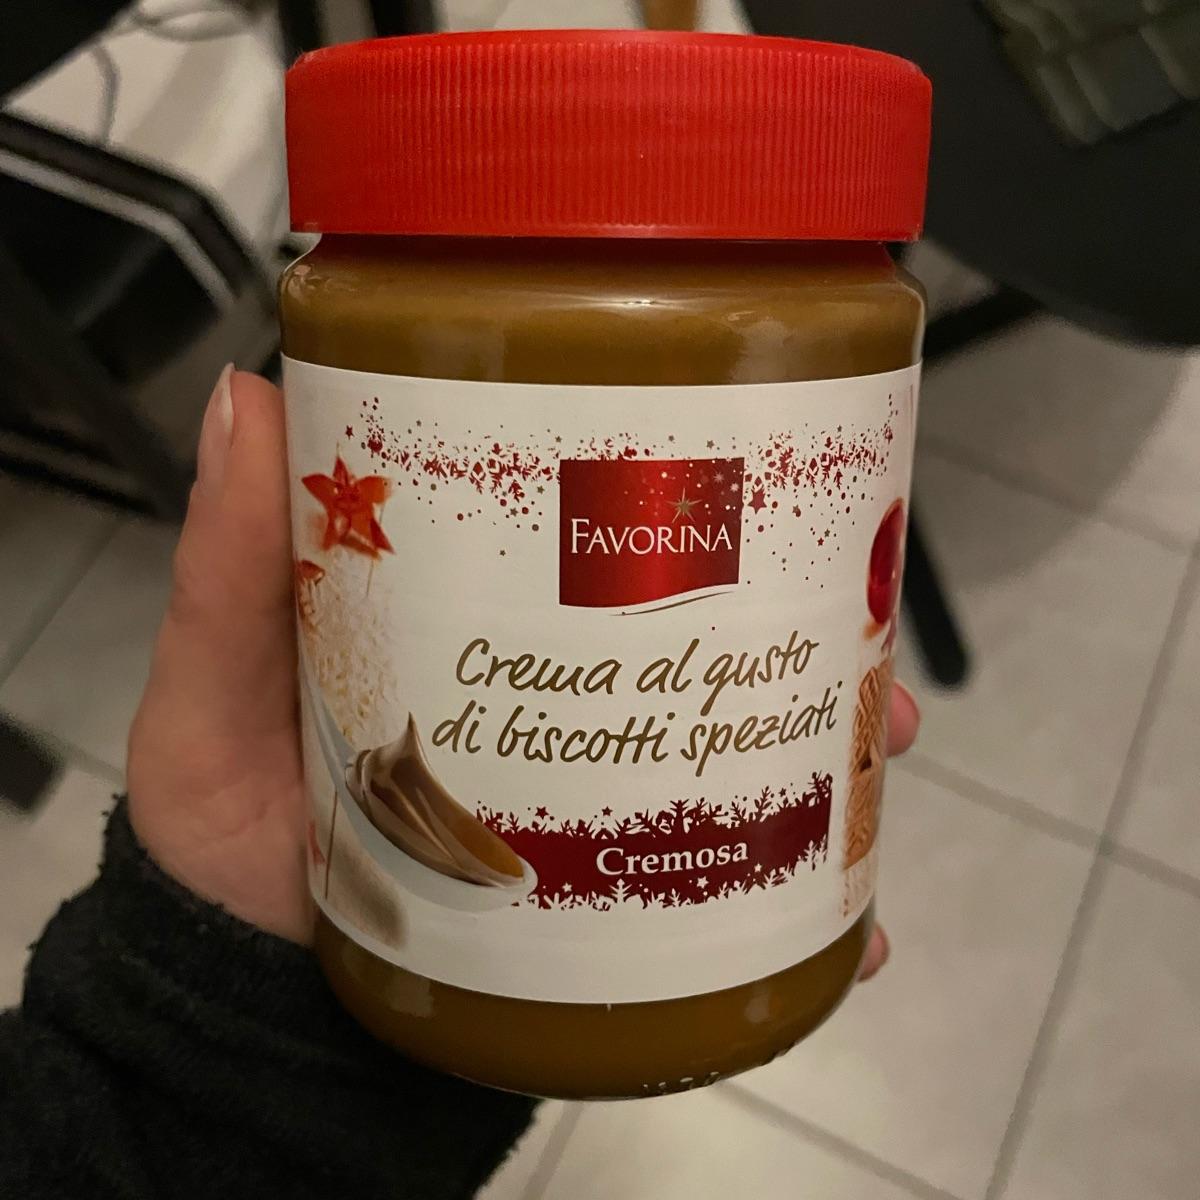 FAVORINA
Crema al gusto
di biscotti speziati
Cremosa